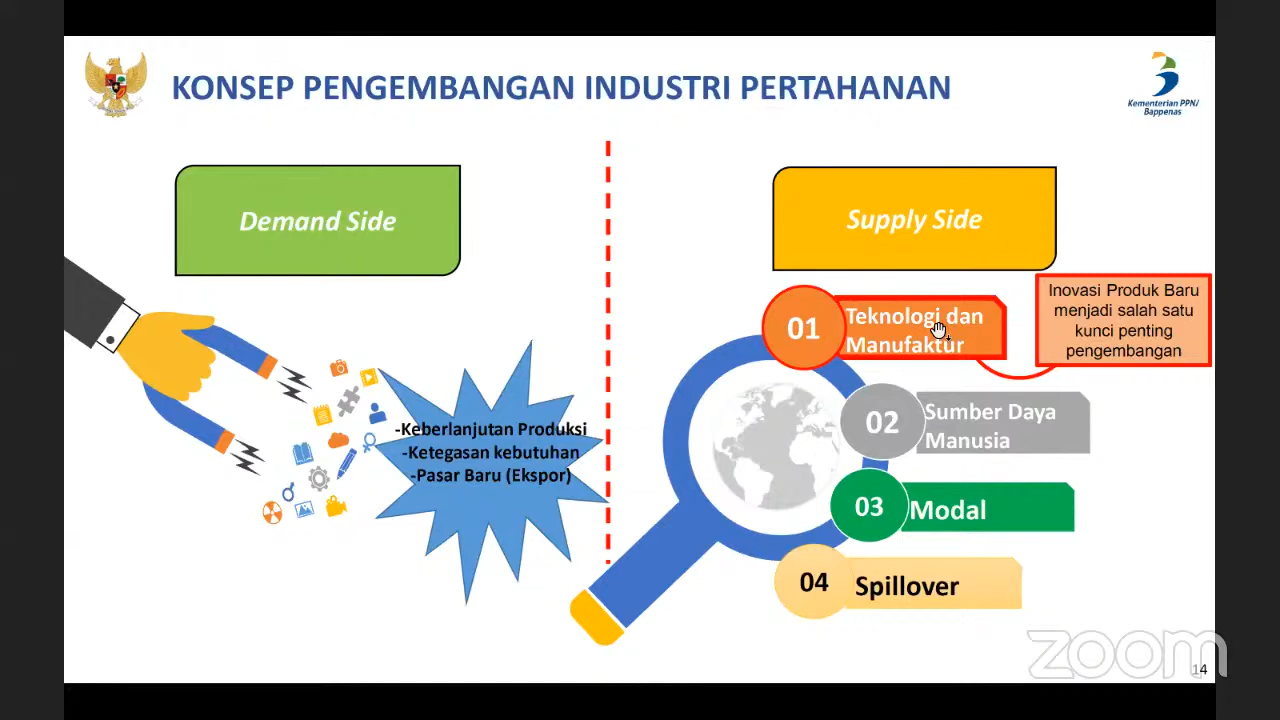 KONSEP PENGEMBANGAN INDUSTRI PERTAHANAN
Kementerian PPN/
Bappenas
Demand Side
Supply Side
-Keberlanjutan Produksi
-Ketegasan kebutuhan
-Pasar Baru (Ekspor)
01
Teknologi dan
Manufaktur
Inovasi Produk Baru
menjadi salah satu
kunci penting
pengembangan
02
Sumber Daya
Manusia
03
Modal
04
Spillover
zoom
14